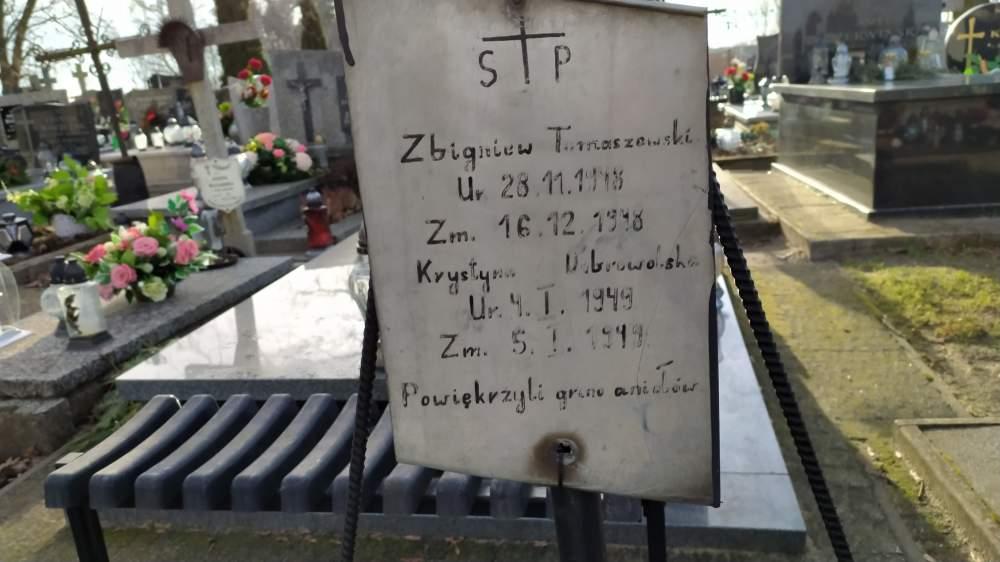 S P
Zbigniew Tomaszewski
Ur. 28.11.1948
Zm. 16.12.1948
Krystyna Dobrowolska
Ur. 4. I. 1949
Zm. 5. I. 1949
Powiękrzyli grono aniołów